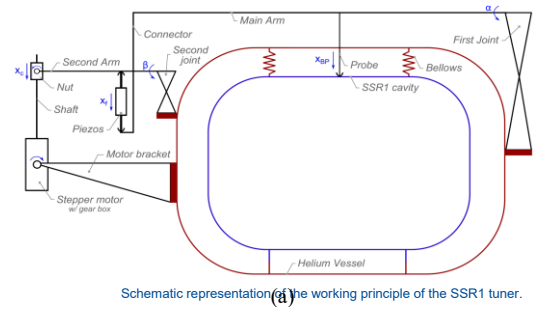 Main Arm
α
Connector
First Joint
Second Arm
β
Second
joint
x_BP
Probe
Bellows
x_c
SSR1 cavity
Nut
x_f
Shaft
Piezos
Motor bracket
Stepper motor
w/ gear box
Helium Vessel
(a)
Schematic representation of the working principle of the SSR1 tuner.